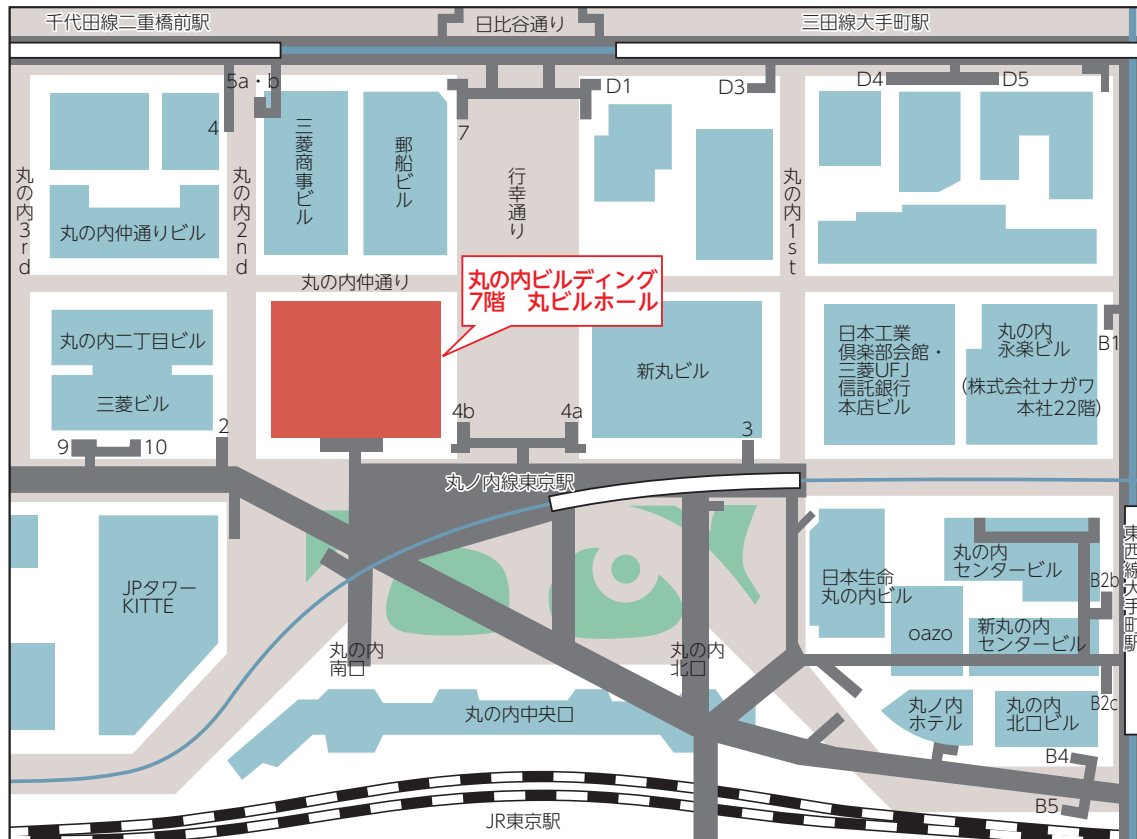 千代田線二重橋前駅
日比谷通り
三田線大手町駅
5a・b
D1
D3
D4
D5
4
7
三菱商事ビル
郵船ビル
行幸通り
丸の内3rd
丸の内2nd
丸の内1st
丸の内仲通りビル
丸の内仲通り
丸の内ビルディング
7階　丸ビルホール
丸の内二丁目ビル
三菱ビル
新丸ビル
日本工業
倶楽部会館・
三菱UFJ
信託銀行
本店ビル
丸の内
永楽ビル
(株式会社ナガワ
本社22階)
B1
9
10
2
4b
4a
3
丸ノ内線東京駅
JPタワー
KITTE
日本生命
丸の内ビル
丸の内
センタービル
東西線大手町駅
B2b
oazo
新丸の内
センタービル
丸の内
南口
丸の内
北口
B2c
丸の内中央口
丸ノ内
ホテル
丸の内
北口ビル
B4
B5
JR東京駅